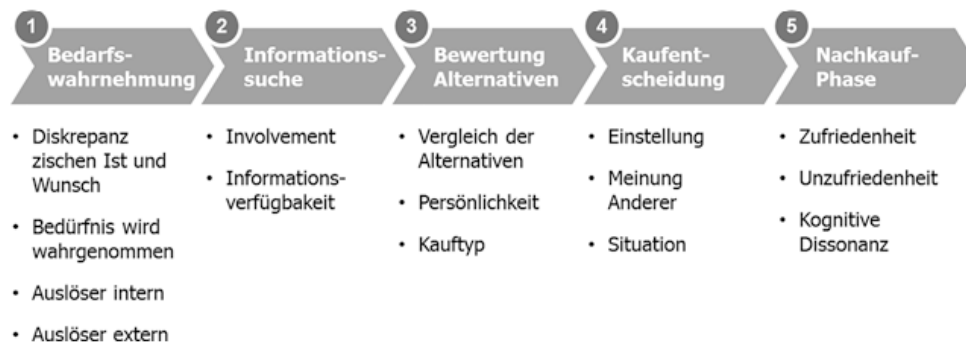 1
Bedarfs-
wahrnehmung
2
Informations-
suche
3
Bewertung
Alternativen
4
Kaufent-
scheidung
5
Nachkauf-
Phase
• Diskrepanz
zischen Ist und
Wunsch
• Bedürfnis wird
wahrgenommen
• Auslöser intern
• Auslöser extern
• Involvement
• Informations-
verfügbakeit
• Vergleich der
Alternativen
• Persönlichkeit
• Kauftyp
• Einstellung
• Meinung
Anderer
• Situation
• Zufriedenheit
• Unzufriedenheit
• Kognitive
Dissonanz